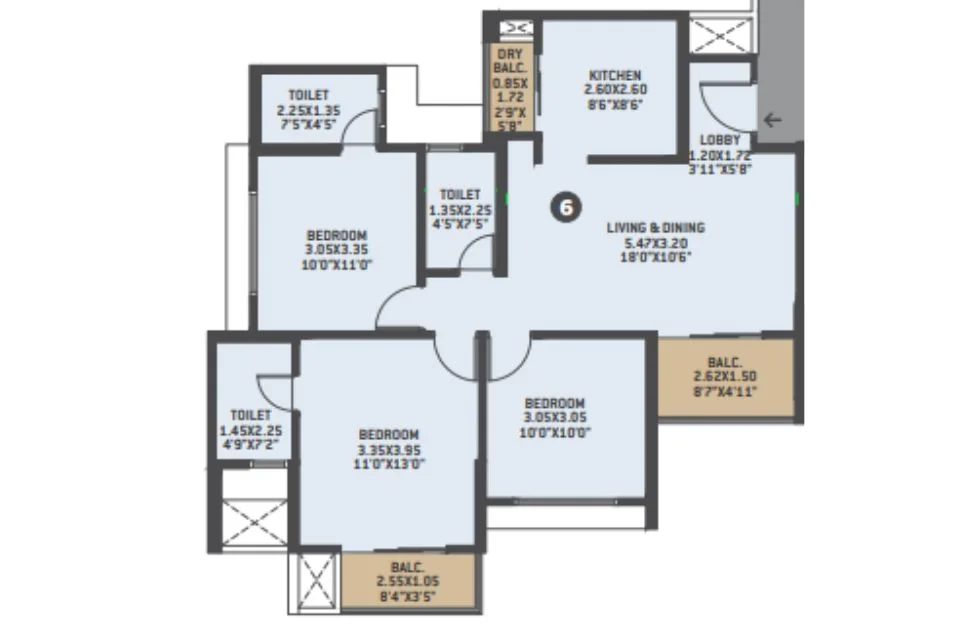 DRY
BALC.
0.85X
1.72
2'9"X
5'8"
KITCHEN
2.60X2.60
8'6"X8'6"
TOILET
2.25X1.35
7'5"X4'5"
LOBBY
1.20X1.72
3'11"X5'8"
TOILET
1.35X2.25
4'5"X7'5"
6
BEDROOM
3.05X3.35
10'0"X11'0"
LIVING & DINING
5.47X3.20
18'0"X10'6"
BALC.
2.62X1.50
8'7"X4'11"
TOILET
1.45X2.25
4'9"X7'2"
BEDROOM
3.35X3.95
11'0"X13'0"
BEDROOM
3.05X3.05
10'0"X10'0"
BALC.
2.55X1.05
8'4"X3'5"